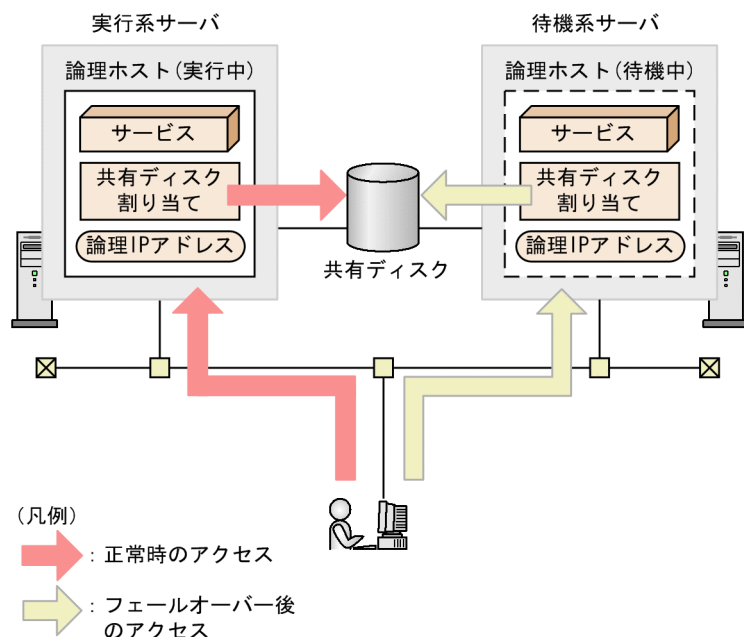 実行系サーバ
待機系サーバ
論理ホスト(実行中)
論理ホスト(待機中)
サービス
サービス
共有ディスク
割り当て
共有ディスク
割り当て
論理IPアドレス
論理IPアドレス
共有ディスク
(凡例)
：正常時のアクセス
：フェールオーバー後
のアクセス